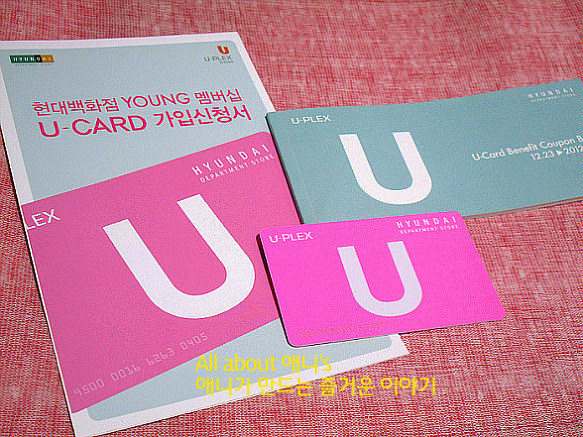 HYUNDAI
U-PLEX
현대백화점 YOUNG 멤버십
U-CARD 가입신청서
LEX
HYUNDAI
DEPARTMENT STORE
U
9500 0016 6263 0405
U-PLEX
HYUNDAI
DEPARTMENT STORE
U
U-Card Benefit Coupon B
12.23 ▶ 2012
U-PLEX
HYUNDAI
DEPARTMENT STORE
U
All about 애니's
애니가 만드는 즐거운 이야기